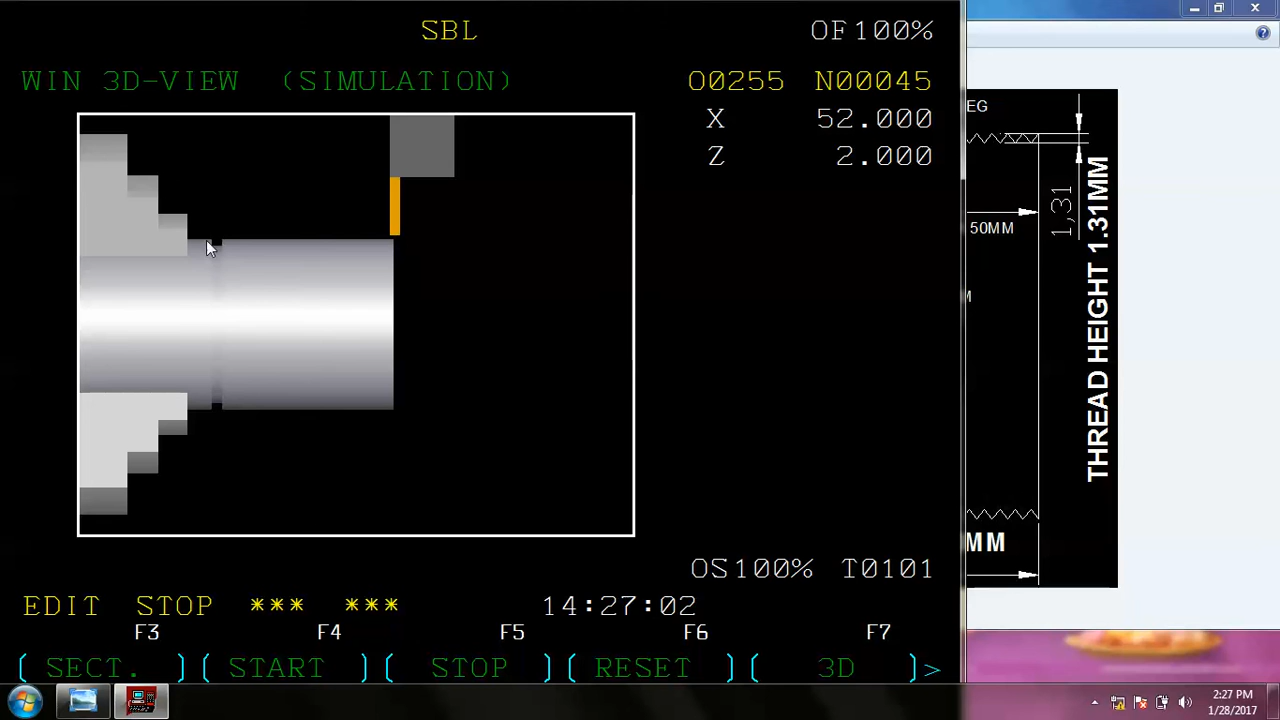 SBL
OF100%
WIN 3D-VIEW (SIMULATION)
O0255 N00045
X 52.000
Z 2.000
EG
1,31
50MM
THREAD HEIGHT 1.31MM
M
MM
OS100% T0101
EDIT STOP *** *** 14:27:02
F3 F4 F5 F6 F7
( SECT. ) ( START ) ( STOP ) ( RESET ) ( 3D ) >
2:27 PM
1/28/2017